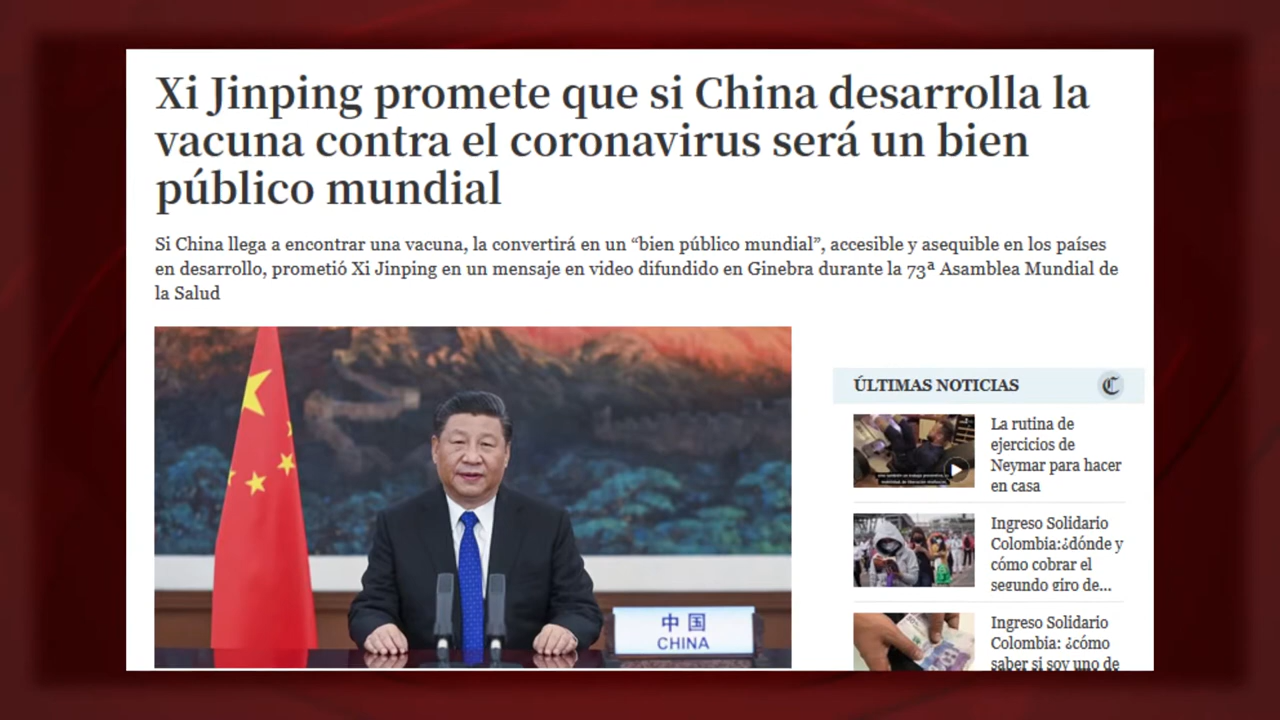 Xi Jinping promete que si China desarrolla la
vacuna contra el coronavirus será un bien
público mundial
Si China llega a encontrar una vacuna, la convertirá en un “bien público mundial”, accesible y asequible en los países
en desarrollo, prometió Xi Jinping en un mensaje en video difundido en Ginebra durante la 73ª Asamblea Mundial de
la Salud
中国
CHINA
ÚLTIMAS NOTICIAS
La rutina de
ejercicios de
Neymar para hacer
en casa
Ingreso Solidario
Colombia:¿dónde y
cómo cobrar el
segundo giro de...
Ingreso Solidario
Colombia: ¿cómo
saber si soy uno de